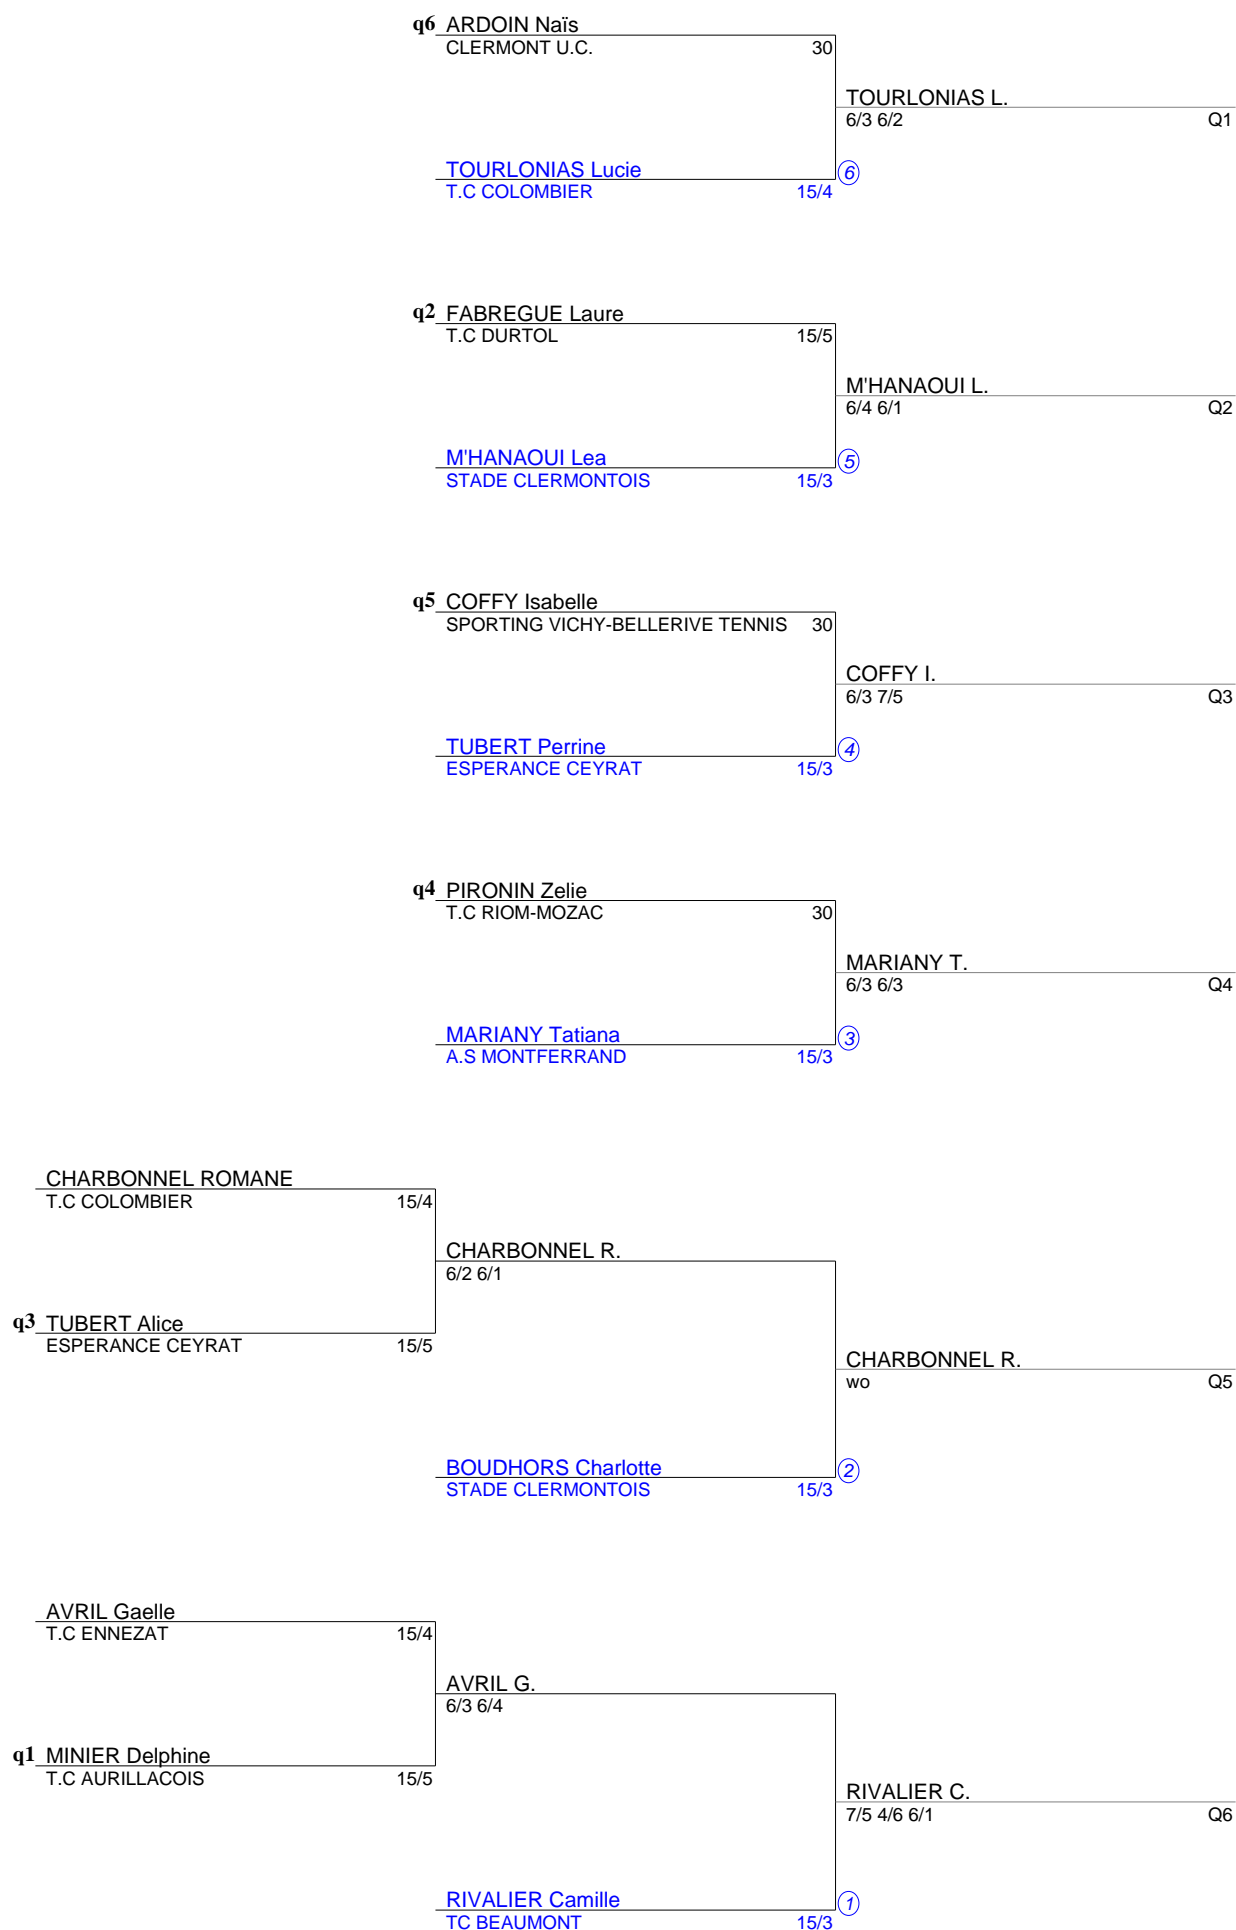 q6 ARDOIN Naïs
CLERMONT U.C. 30
TOURLONIAS L.
6/3 6/2 Q1
TOURLONIAS Lucie 6
T.C COLOMBIER 15/4
q2 FABREGUE Laure
T.C DURTOL 15/5
M'HANAOUI L.
6/4 6/1 Q2
M'HANAOUI Lea 5
STADE CLERMONTOIS 15/3
q5 COFFY Isabelle
SPORTING VICHY-BELLERIVE TENNIS 30
COFFY I.
6/3 7/5 Q3
TUBERT Perrine 4
ESPERANCE CEYRAT 15/3
q4 PIRONIN Zelie
T.C RIOM-MOZAC 30
MARIANY T.
6/3 6/3 Q4
MARIANY Tatiana 3
A.S MONTFERRAND 15/3
CHARBONNEL ROMANE
T.C COLOMBIER 15/4
CHARBONNEL R.
6/2 6/1
q3 TUBERT Alice
ESPERANCE CEYRAT 15/5
CHARBONNEL R.
wo Q5
BOUDHORS Charlotte 2
STADE CLERMONTOIS 15/3
AVRIL Gaelle
T.C ENNEZAT 15/4
AVRIL G.
6/3 6/4
q1 MINIER Delphine
T.C AURILLACOIS 15/5
RIVALIER C.
7/5 4/6 6/1 Q6
RIVALIER Camille 1
TC BEAUMONT 15/3